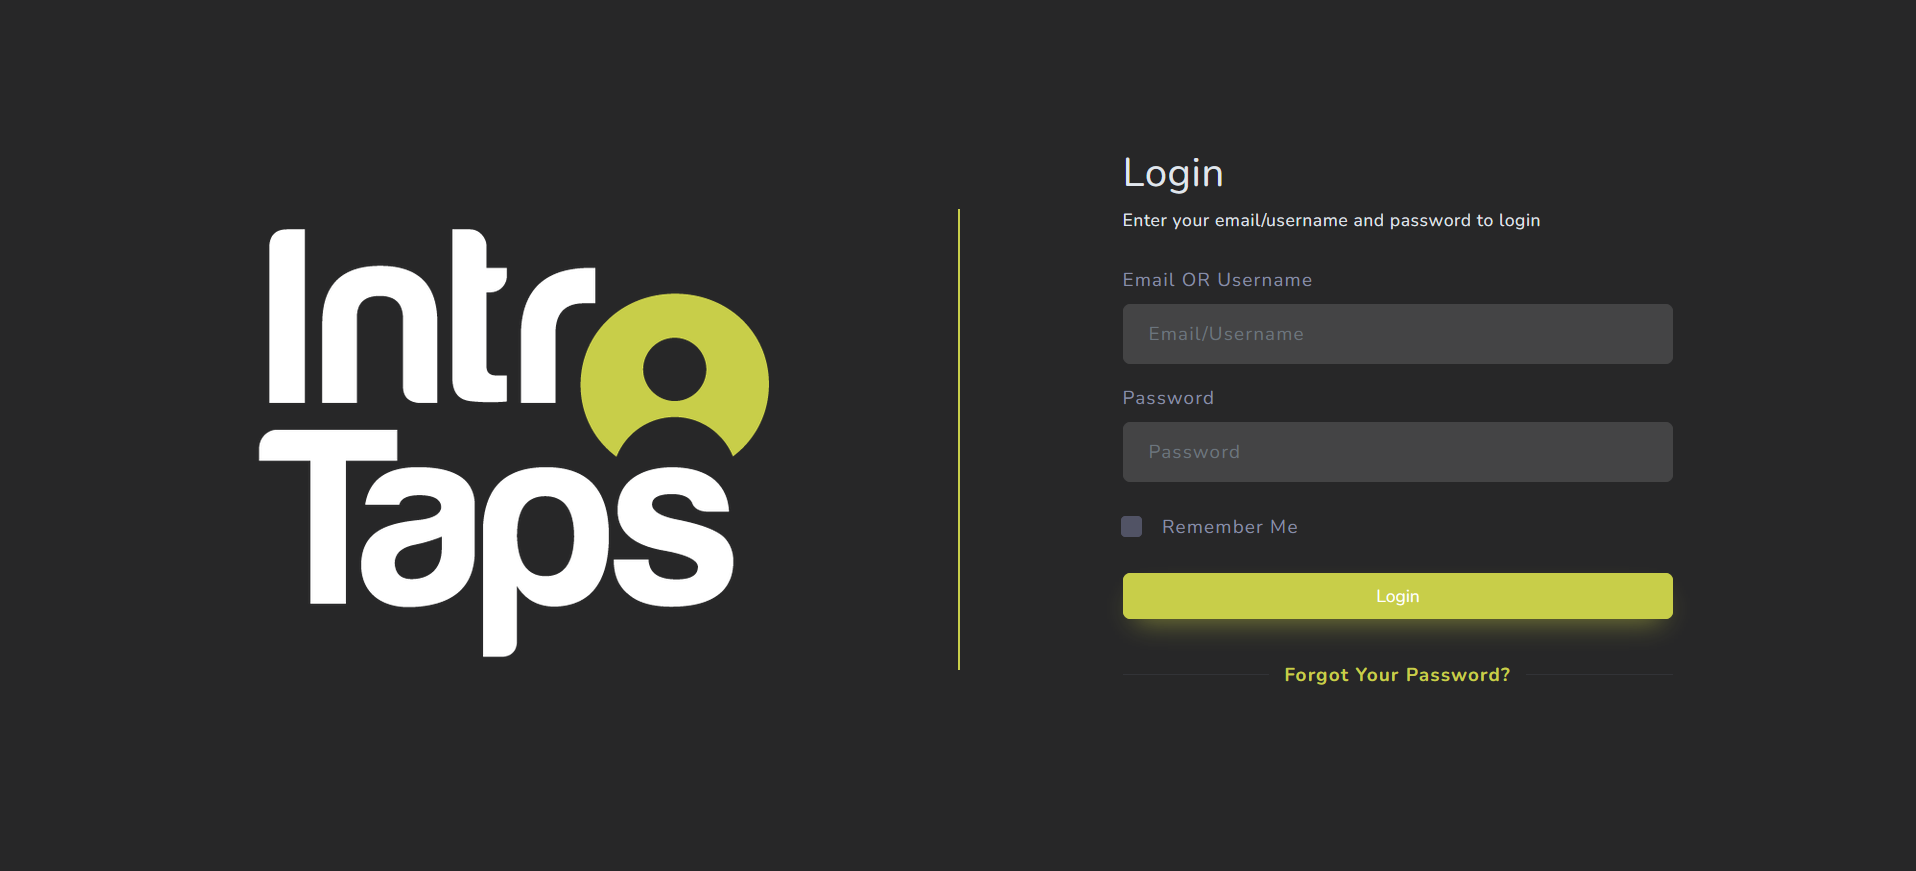 Intro
Taps
Login
Enter your email/username and password to login
Email OR Username
Email/Username
Password
Password
Remember Me
Login
Forgot Your Password?